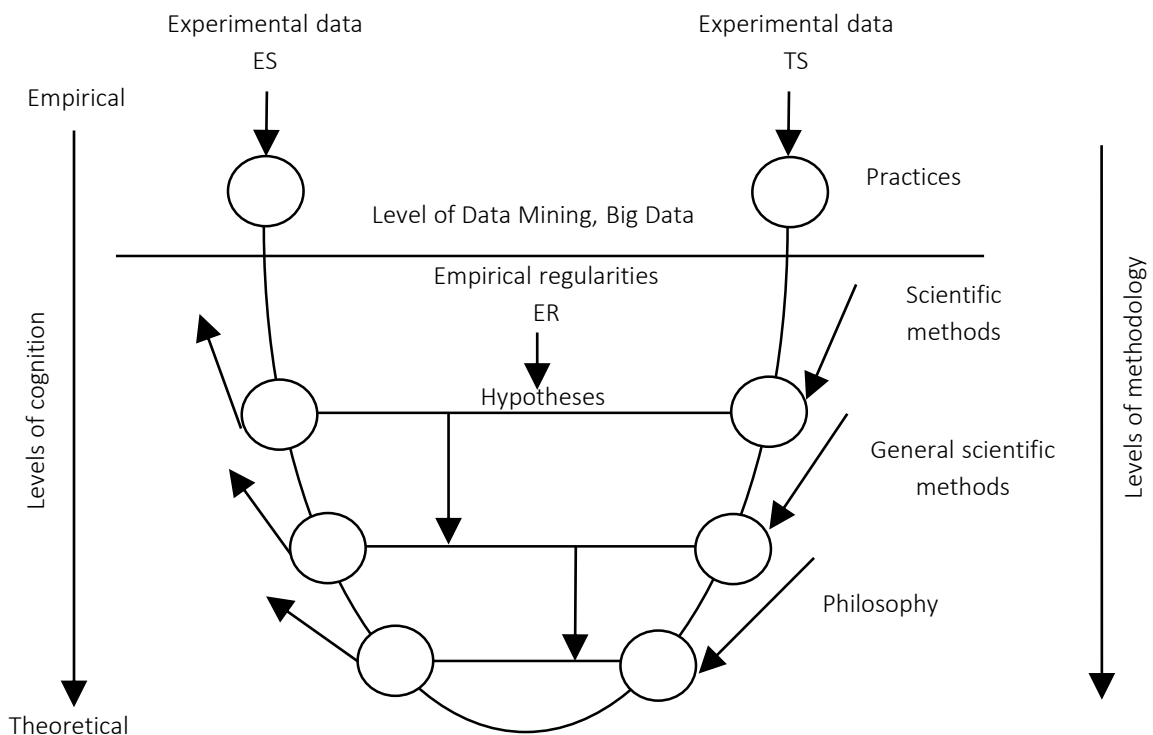 Experimental data
ES
Experimental data
TS
Empirical
Practices
Level of Data Mining, Big Data
Empirical regularities
ER
Scientific
methods
Hypotheses
General scientific
methods
Philosophy
Levels of cognition
Levels of methodology
Theoretical